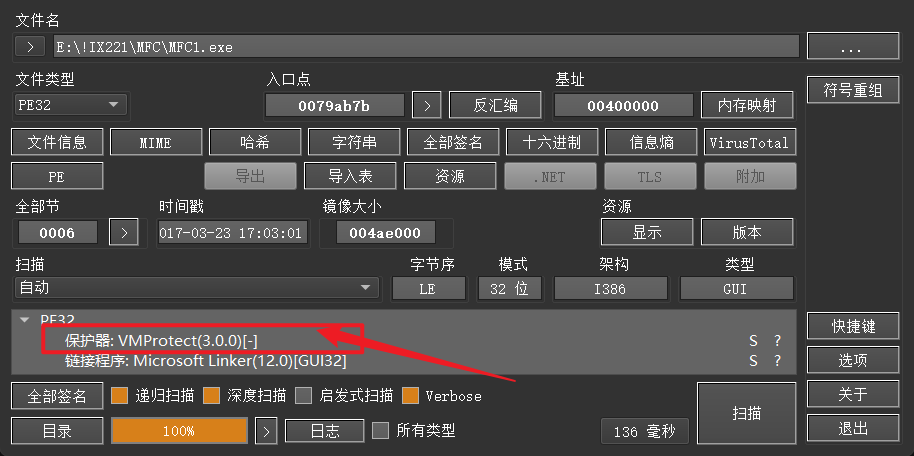 文件名
> E:\!IX221\MFC\MFC1.exe ...
文件类型 入口点 基址
PE32 0079ab7b > 反汇编 00400000 内存映射 符号重组
文件信息 MIME 哈希 字符串 全部签名 十六进制 信息熵 VirusTotal
PE 导出 导入表 资源 .NET TLS 附加
全部节 时间戳 镜像大小 资源
0006 > 017-03-23 17:03:01 004ae000 显示 版本
扫描 字节序 模式 架构 类型
自动 LE 32 位 I386 GUI
PE32
保护器: VMProtect(3.0.0)[-] S ?
链接程序: Microsoft Linker(12.0)[GUI32] S ?
快捷键
选项
全部签名 递归扫描 深度扫描 启发式扫描 Verbose 扫描 关于
目录 100% > 日志 所有类型 136 毫秒 退出